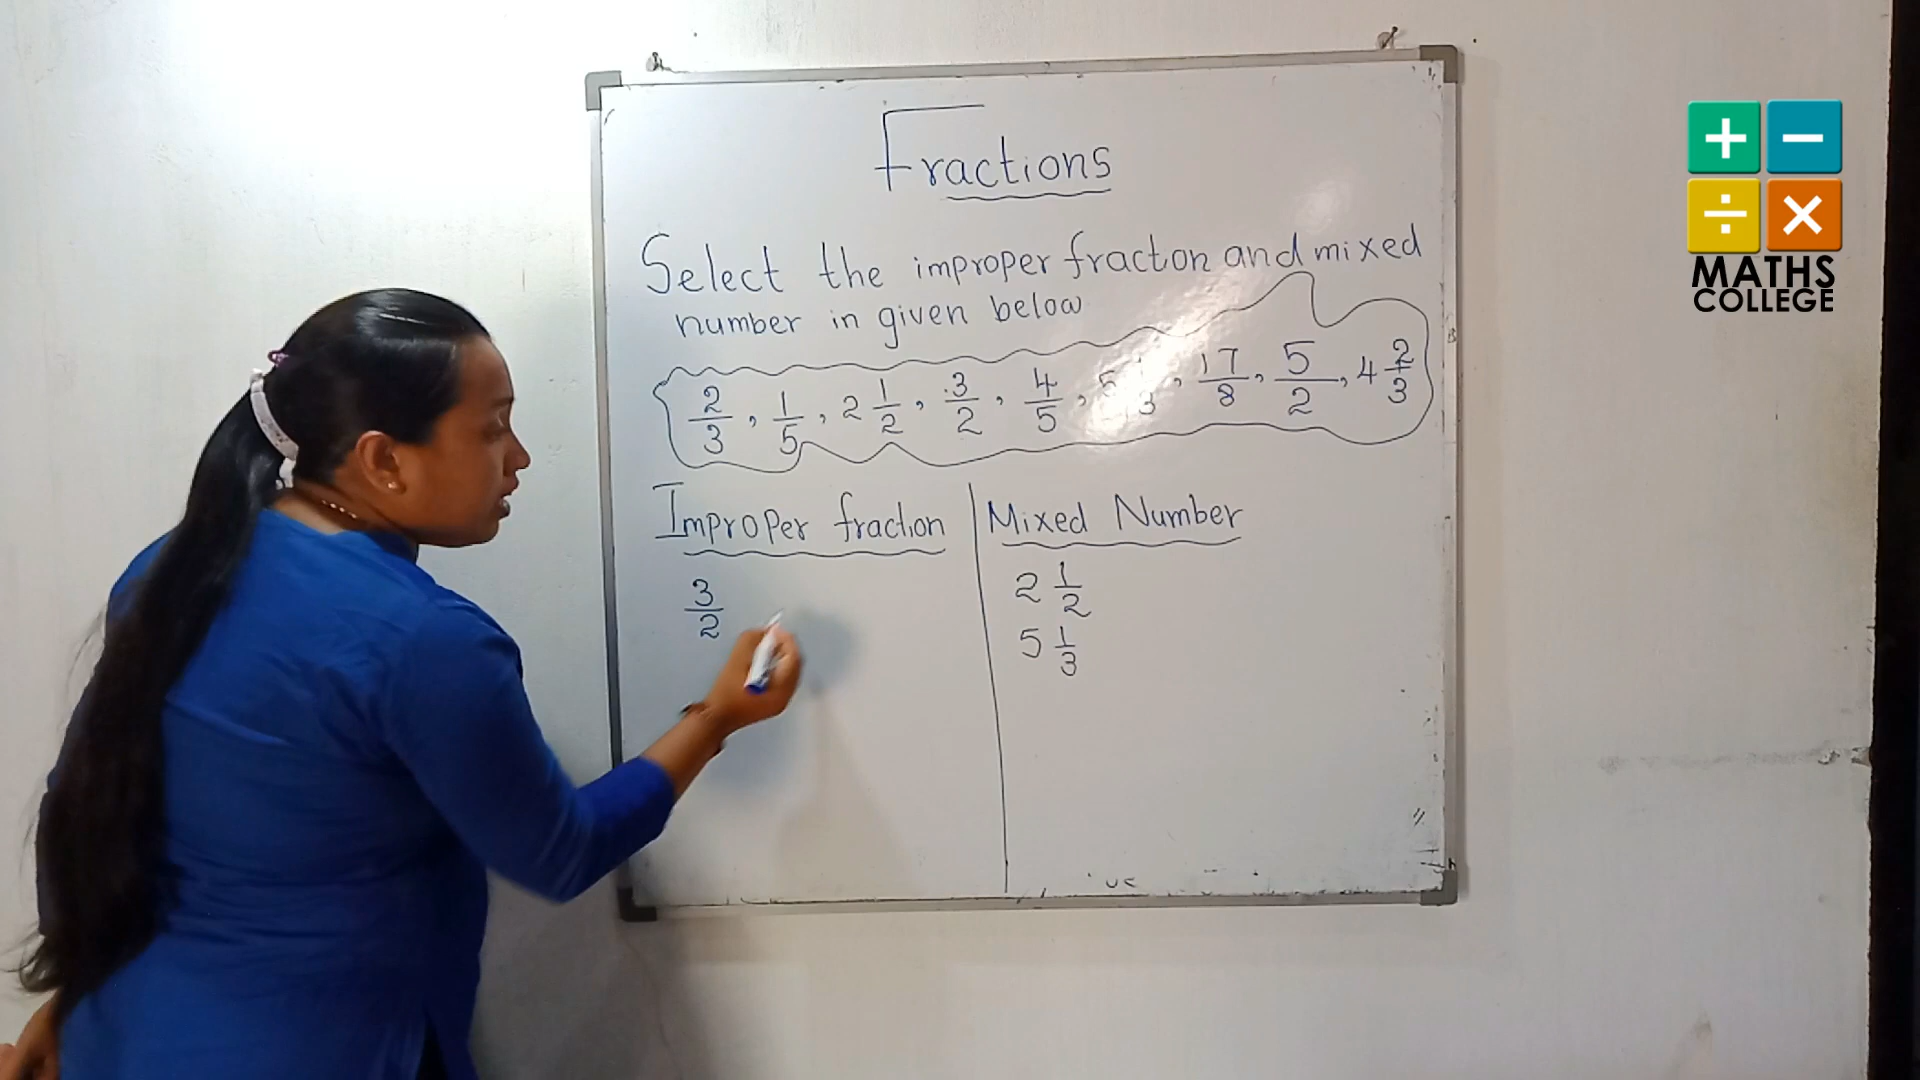 Fractions
Select the improper fracton and mixed
number in given below
2/3, 1/5, 2 1/2, 3/2, 4/5, 5 1/3, 17/8, 5/2, 4 2/3
Improper fraction
3/2
Mixed Number
2 1/2
5 1/3
+ −
÷ ×
MATHS
COLLEGE